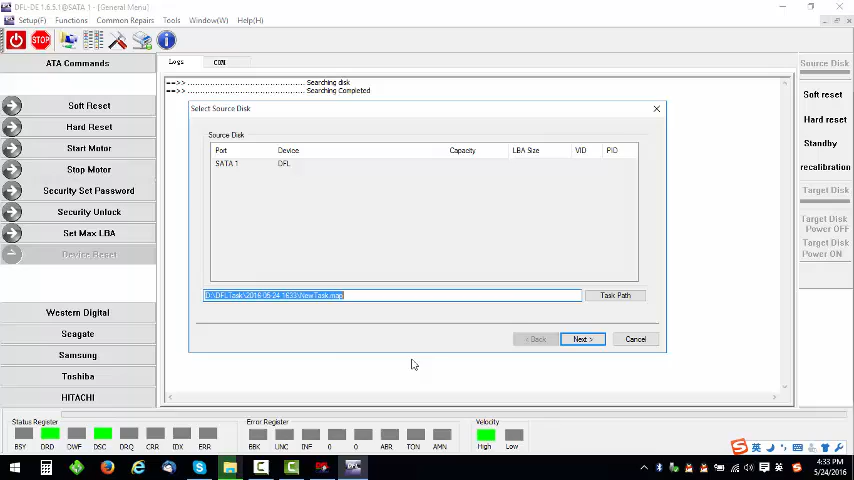 DFL-DE 1.6.5.1@SATA 1 - [General Menu]
Setup(F) Functions Common Repairs Tools Window(W) Help(H)
ATA Commands
Logs COM
Source Disk
==>> ................................................ Searching disk
==>> ................................................ Searching Completed
Select Source Disk
Source Disk
Port Device Capacity LBA Size VID PID
SATA 1 DFL
D:\DFLTask\2016-05-24 1633\NewTask.map
Task Path
< Back Next > Cancel
Soft Reset
Hard Reset
Start Motor
Stop Motor
Security Set Password
Security Unlock
Set Max LBA
Device Reset
Western Digital
Seagate
Samsung
Toshiba
HITACHI
Soft reset
Hard reset
Standby
recalibration
Target Disk
Target Disk
Power OFF
Target Disk
Power ON
Status Register
BSY DRD DWF DSC DRQ CRR IDX ERR
Error Register
BBK UNC INF 0 0 ABR TON AMN
Velocity
High Low
英
4:33 PM
5/24/2016